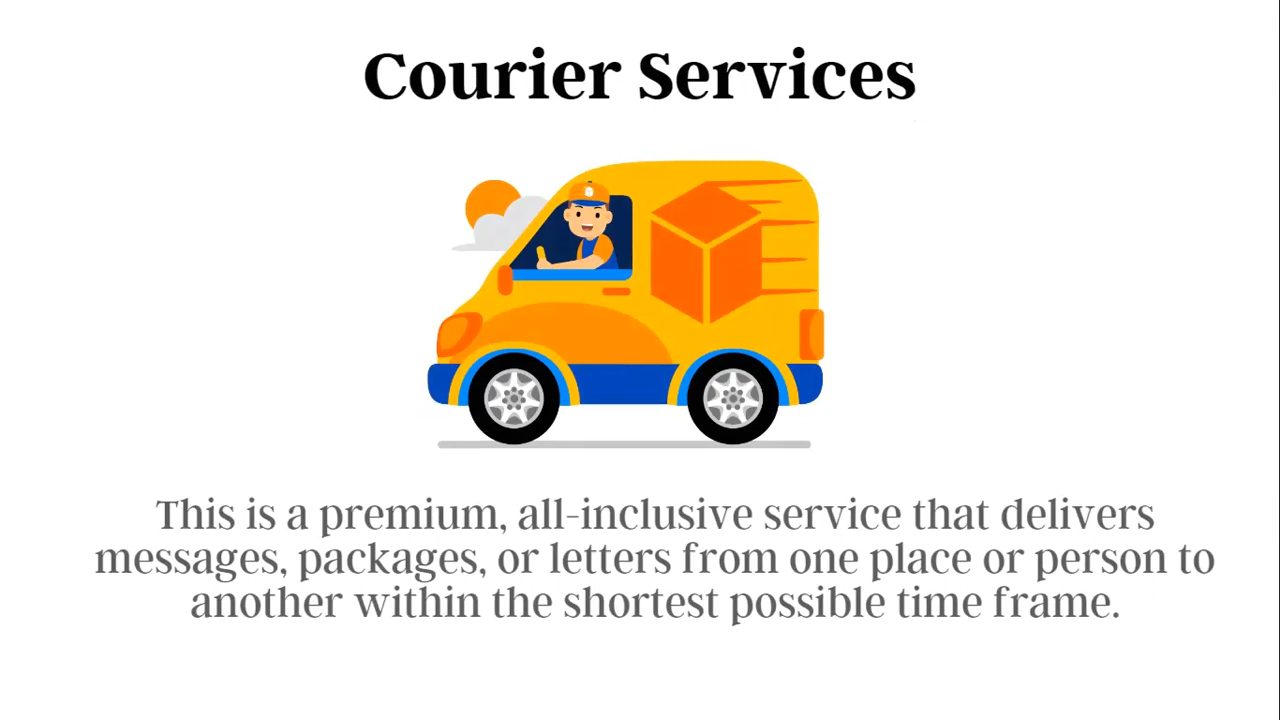 Courier Services
This is a premium, all-inclusive service that delivers
messages, packages, or letters from one place or person to
another within the shortest possible time frame.